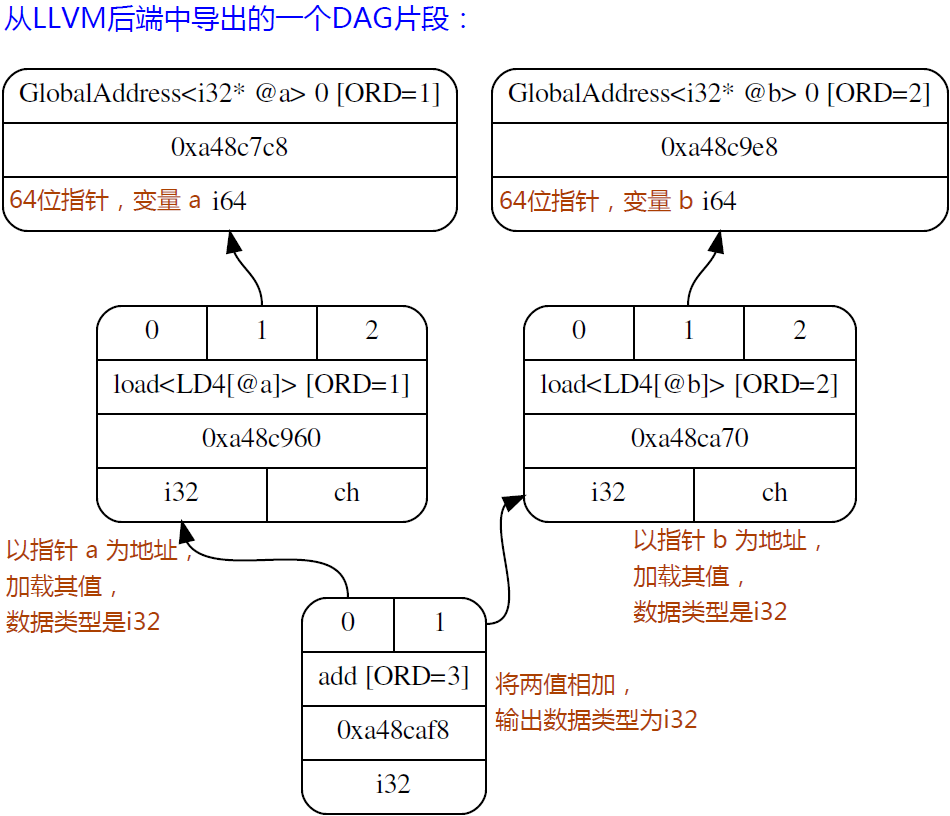 从LLVM后端中导出的一个DAG片段：
GlobalAddress<i32* @a> 0 [ORD=1]
0xa48c7c8
64位指针，变量 a i64
GlobalAddress<i32* @b> 0 [ORD=2]
0xa48c9e8
64位指针，变量 b i64
0 1 2
load<LD4[@a]> [ORD=1]
0xa48c960
i32 ch
0 1 2
load<LD4[@b]> [ORD=2]
0xa48ca70
i32 ch
以指针 a 为地址，
加载其值，
数据类型是i32
以指针 b 为地址，
加载其值，
数据类型是i32
0 1
add [ORD=3]
0xa48caf8
i32
将两值相加，
输出数据类型为i32